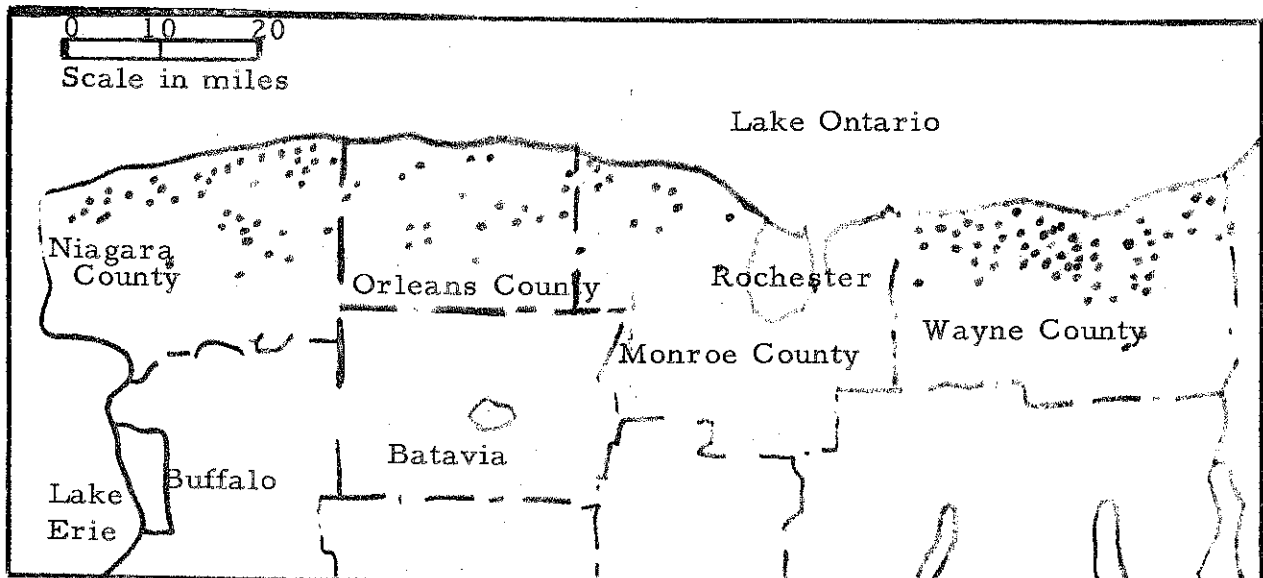 0 10 20
Scale in miles
Lake Ontario
Niagara
County
Orleans County
Rochester
Monroe County
Wayne County
Batavia
Buffalo
Lake
Erie